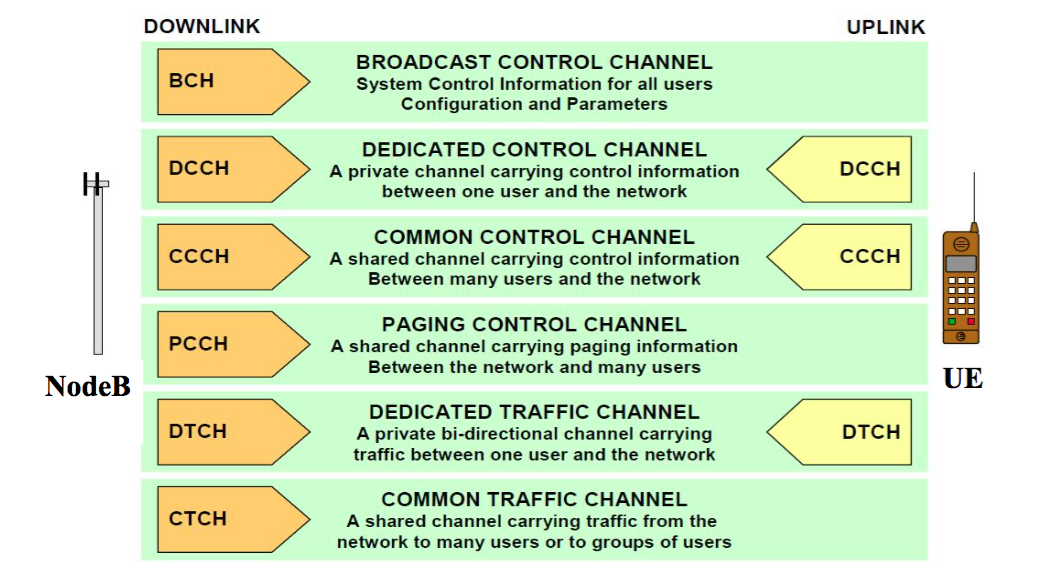 DOWNLINK
UPLINK
BCH
BROADCAST CONTROL CHANNEL
System Control Information for all users
Configuration and Parameters
DCCH
DEDICATED CONTROL CHANNEL
A private channel carrying control information
between one user and the network
DCCH
CCCH
COMMON CONTROL CHANNEL
A shared channel carrying control information
Between many users and the network
CCCH
PCCH
PAGING CONTROL CHANNEL
A shared channel carrying paging information
Between the network and many users
NodeB
UE
DTCH
DEDICATED TRAFFIC CHANNEL
A private bi-directional channel carrying
traffic between one user and the network
DTCH
CTCH
COMMON TRAFFIC CHANNEL
A shared channel carrying traffic from the
network to many users or to groups of users